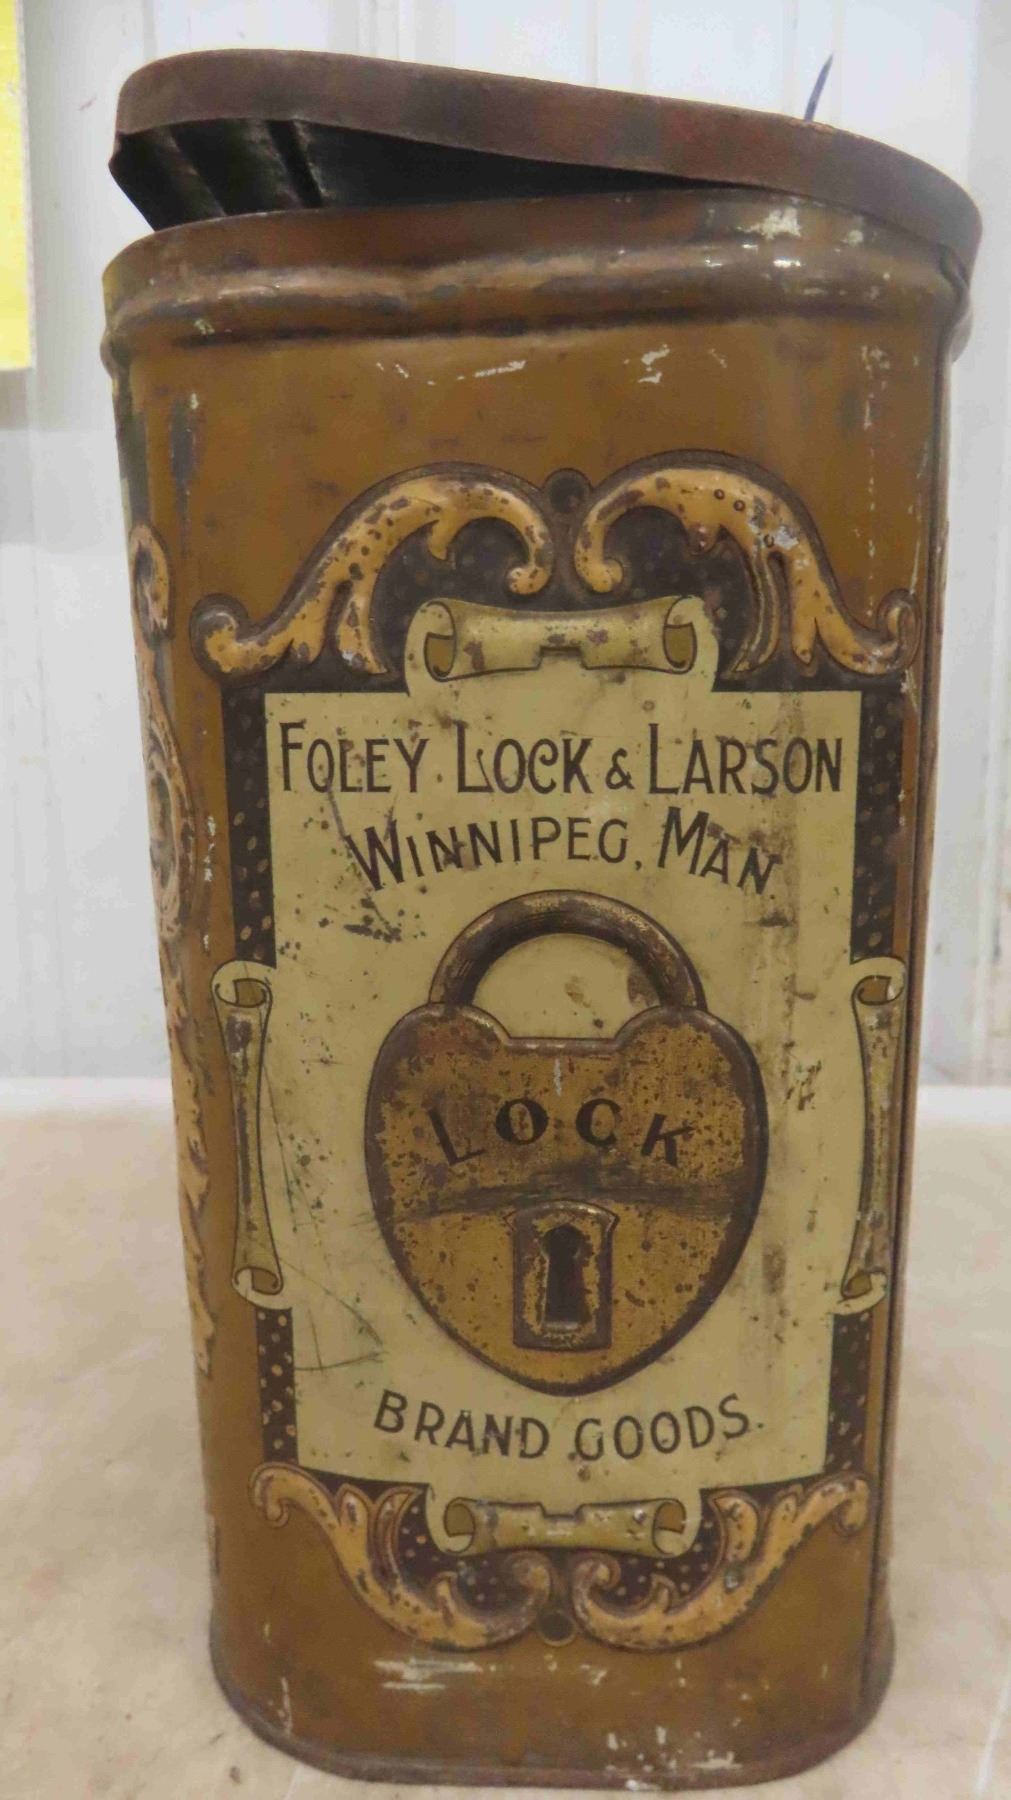 FOLEY LOCK & LARSON
WINNIPEG, MAN
LOCK
BRAND GOODS.